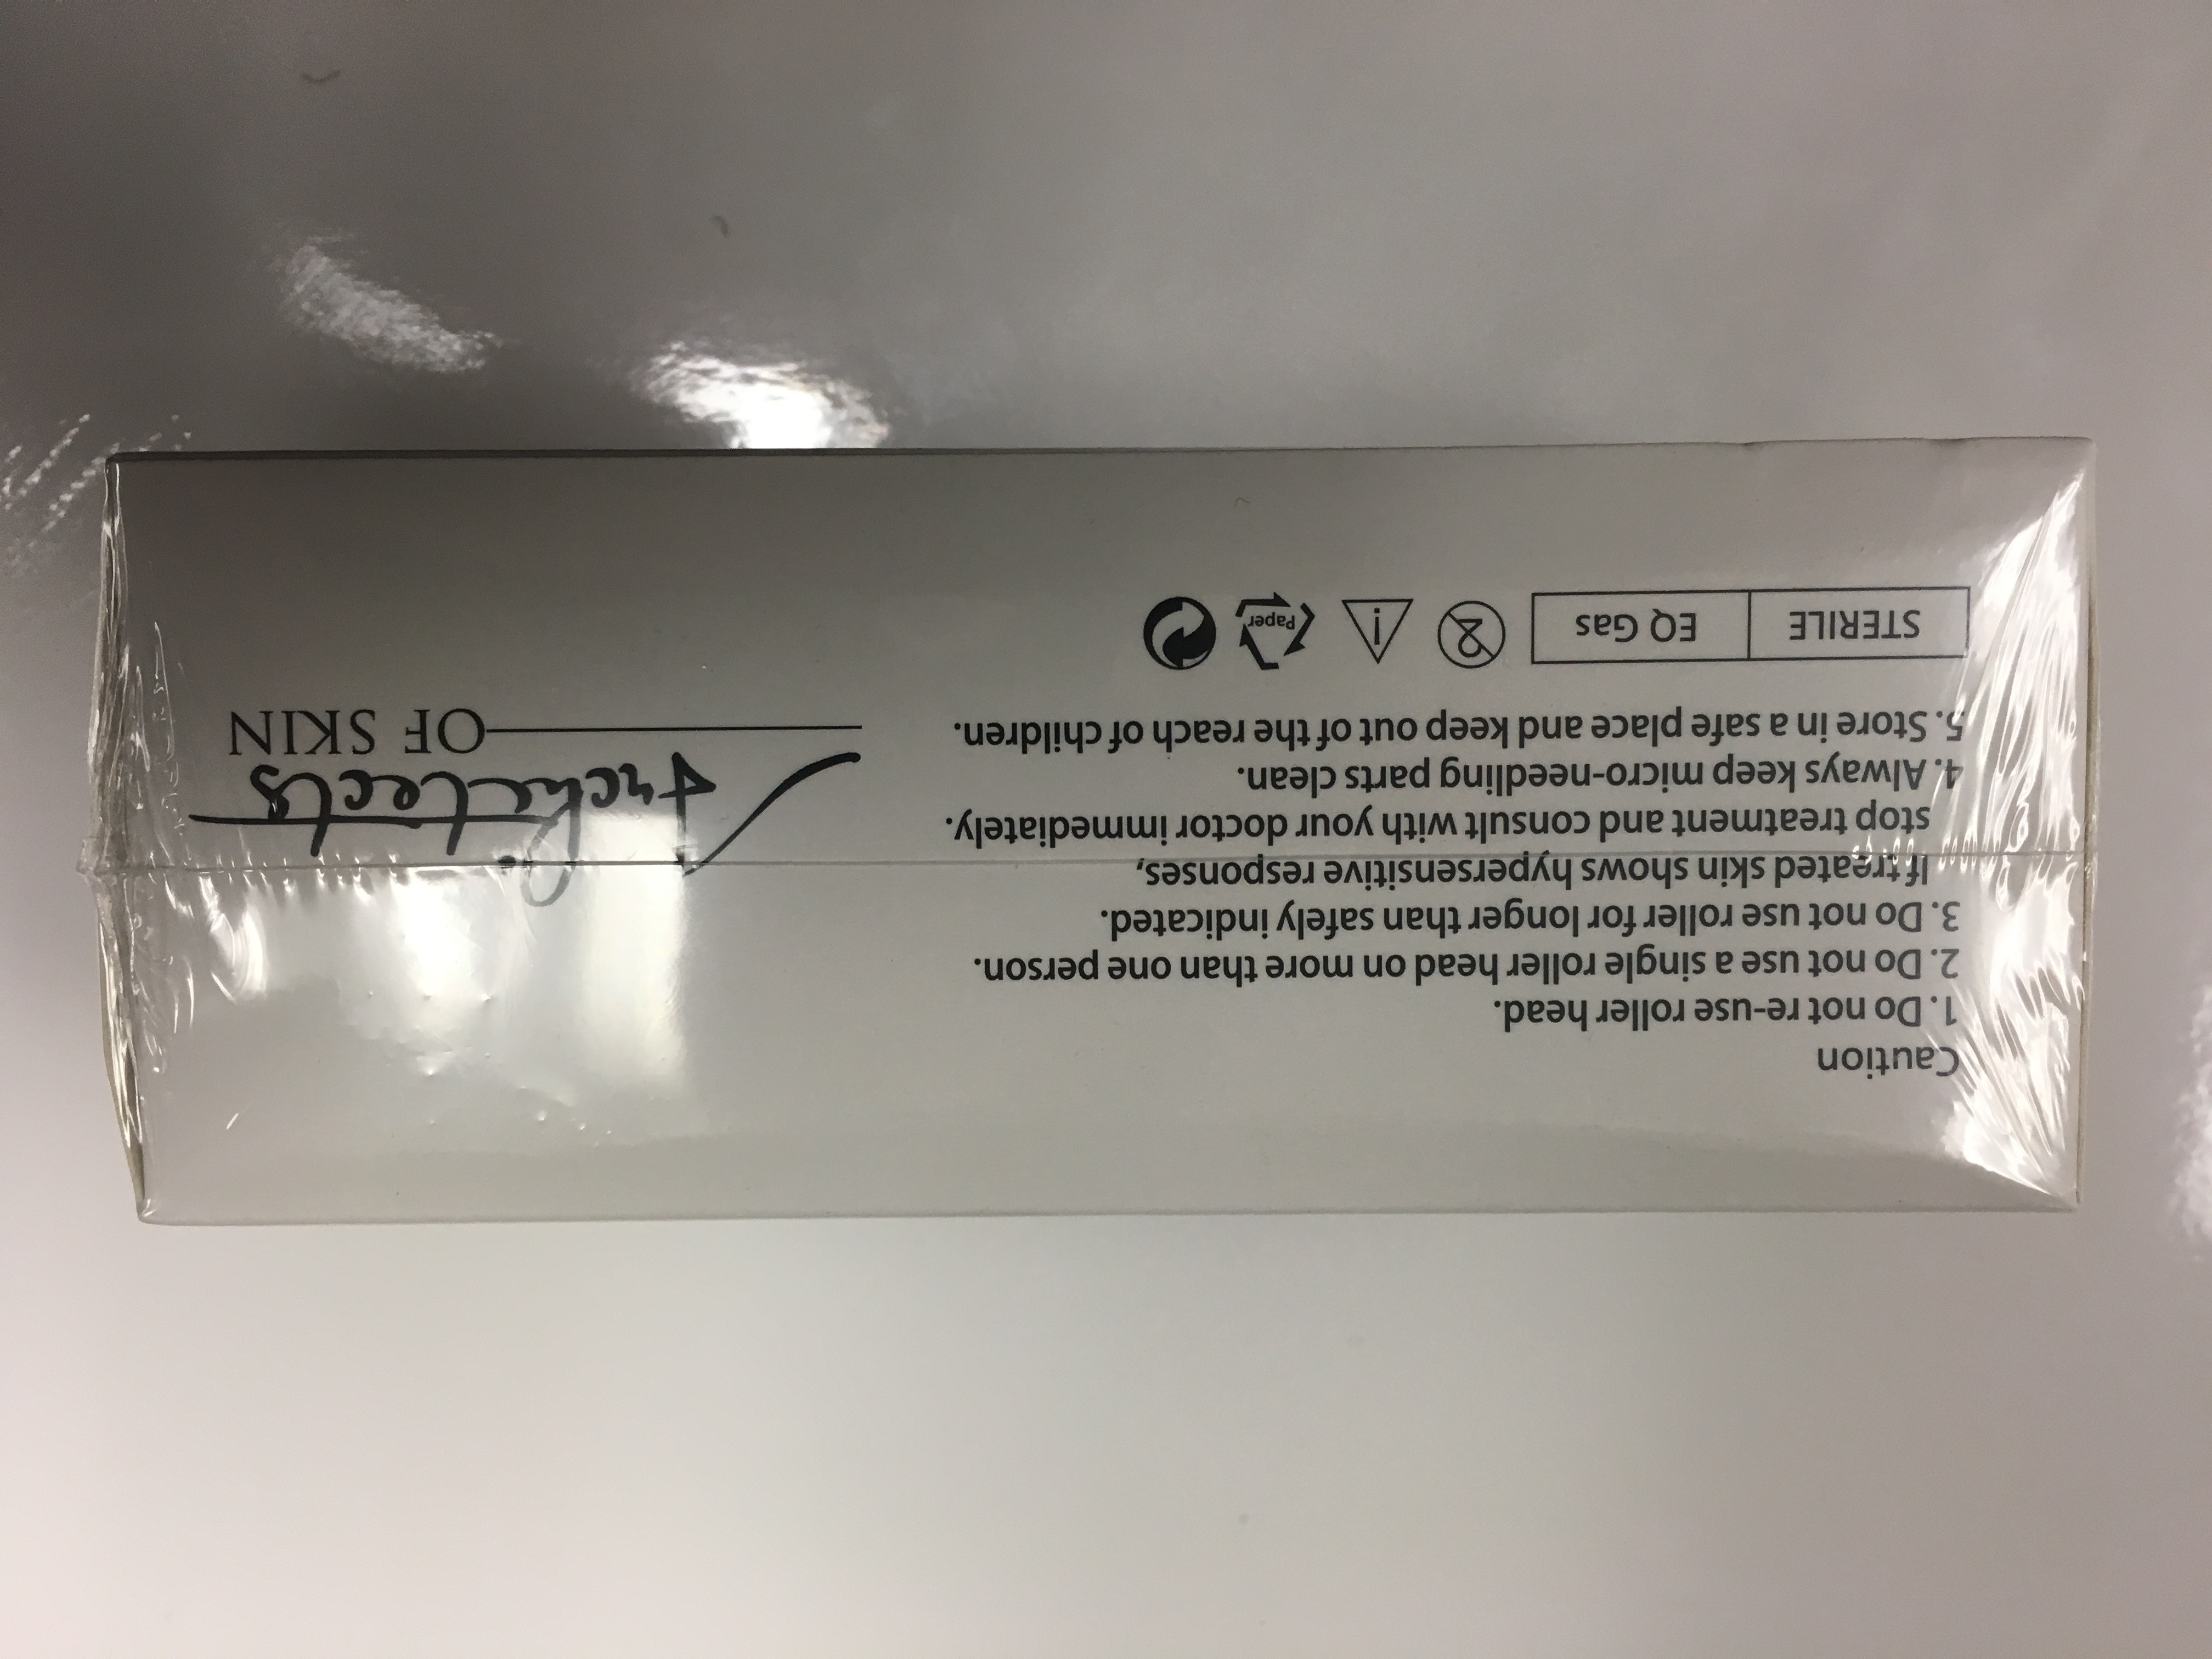 Caution
1. Do not re-use roller head.
2. Do not use a single roller head on more than one person.
3. Do not use roller for longer than safely indicated.
If treated skin shows hypersensitive responses,
stop treatment and consult with your doctor immediately.
4. Always keep micro-needling parts clean.
5. Store in a safe place and keep out of the reach of children.
STERILE EQ Gas
2
i
Paper
Architects
OF SKIN